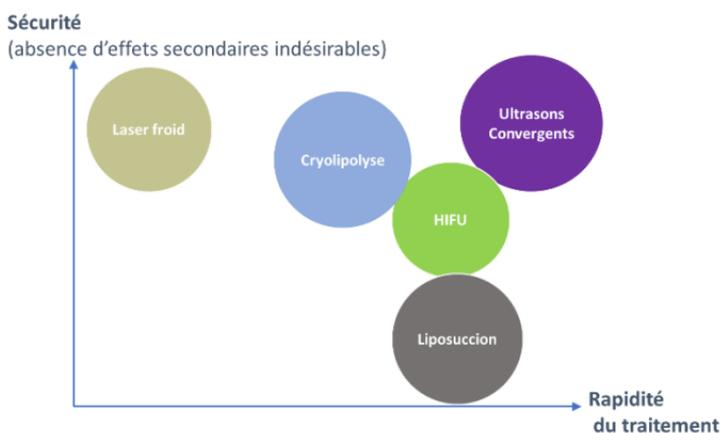 Sécurité
(absence d’effets secondaires indésirables)
Laser froid
Cryolipolyse
Ultrasons
Convergents
HIFU
Liposuccion
Rapidité
du traitement